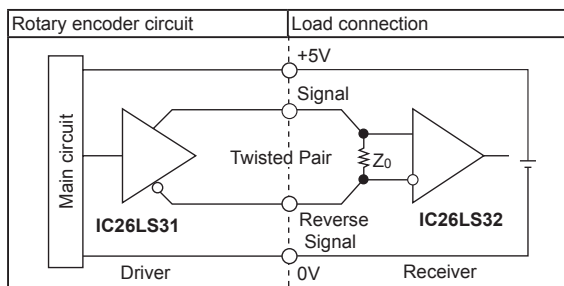 Rotary encoder circuit
Load connection
+5V
Signal
Main circuit
Twisted Pair
Z0
IC26LS31
IC26LS32
Reverse
Signal
Driver
0V
Receiver